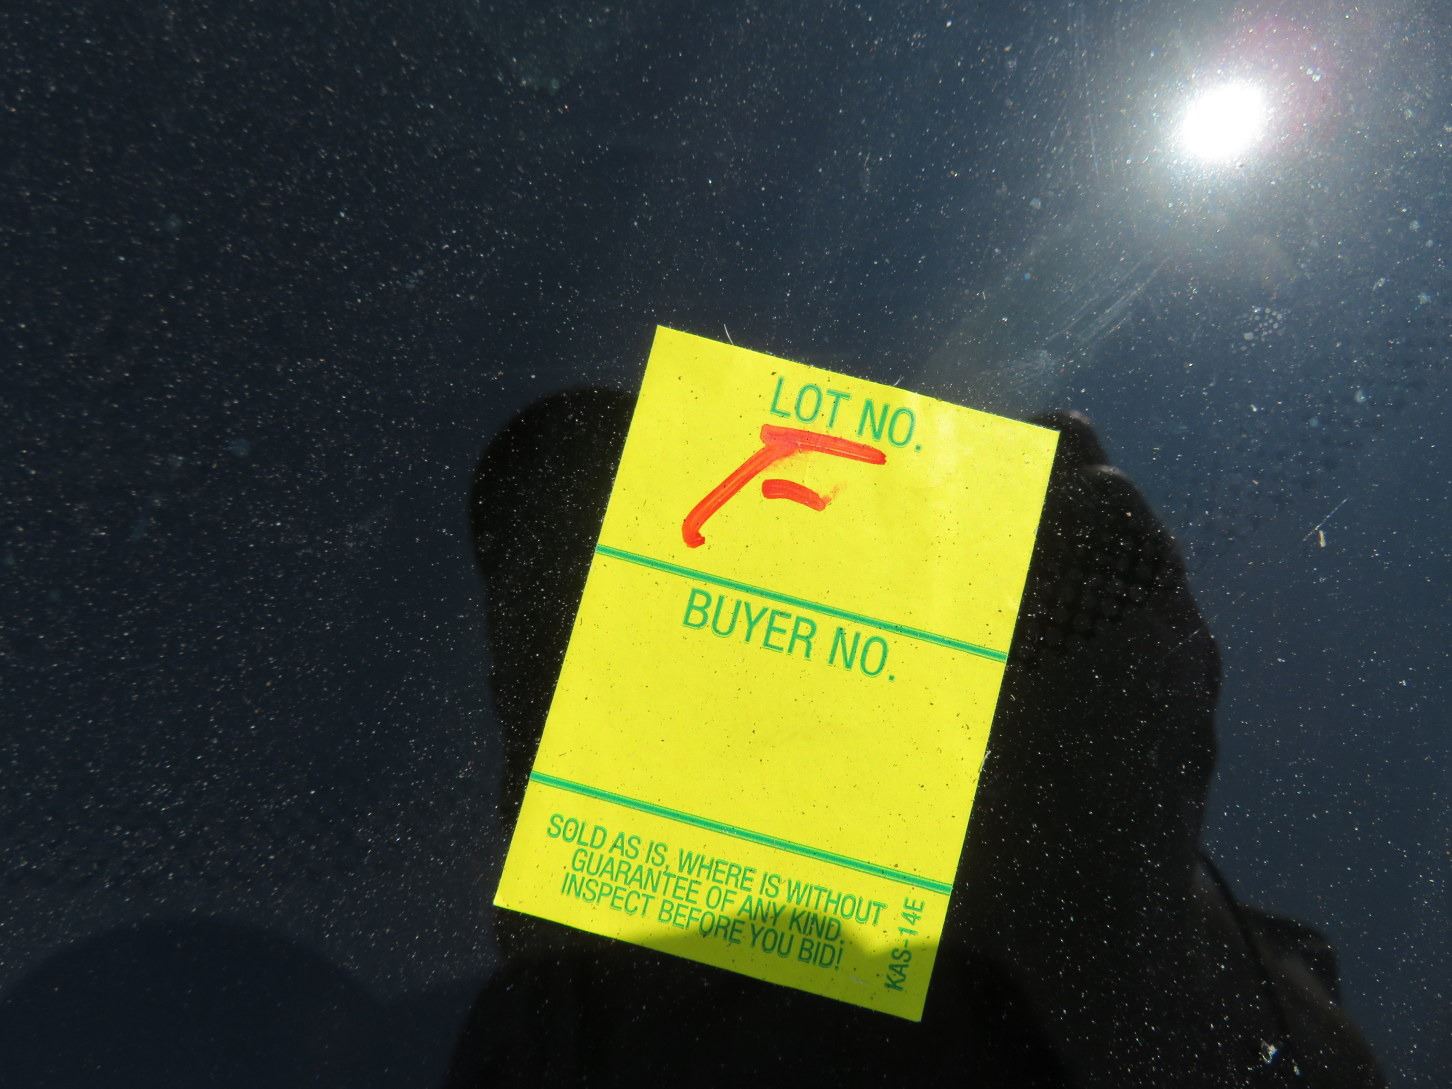 LOT NO.
F
BUYER NO.
SOLD AS IS, WHERE IS WITHOUT
GUARANTEE OF ANY KIND.
INSPECT BEFORE YOU BID!
KAS-14E